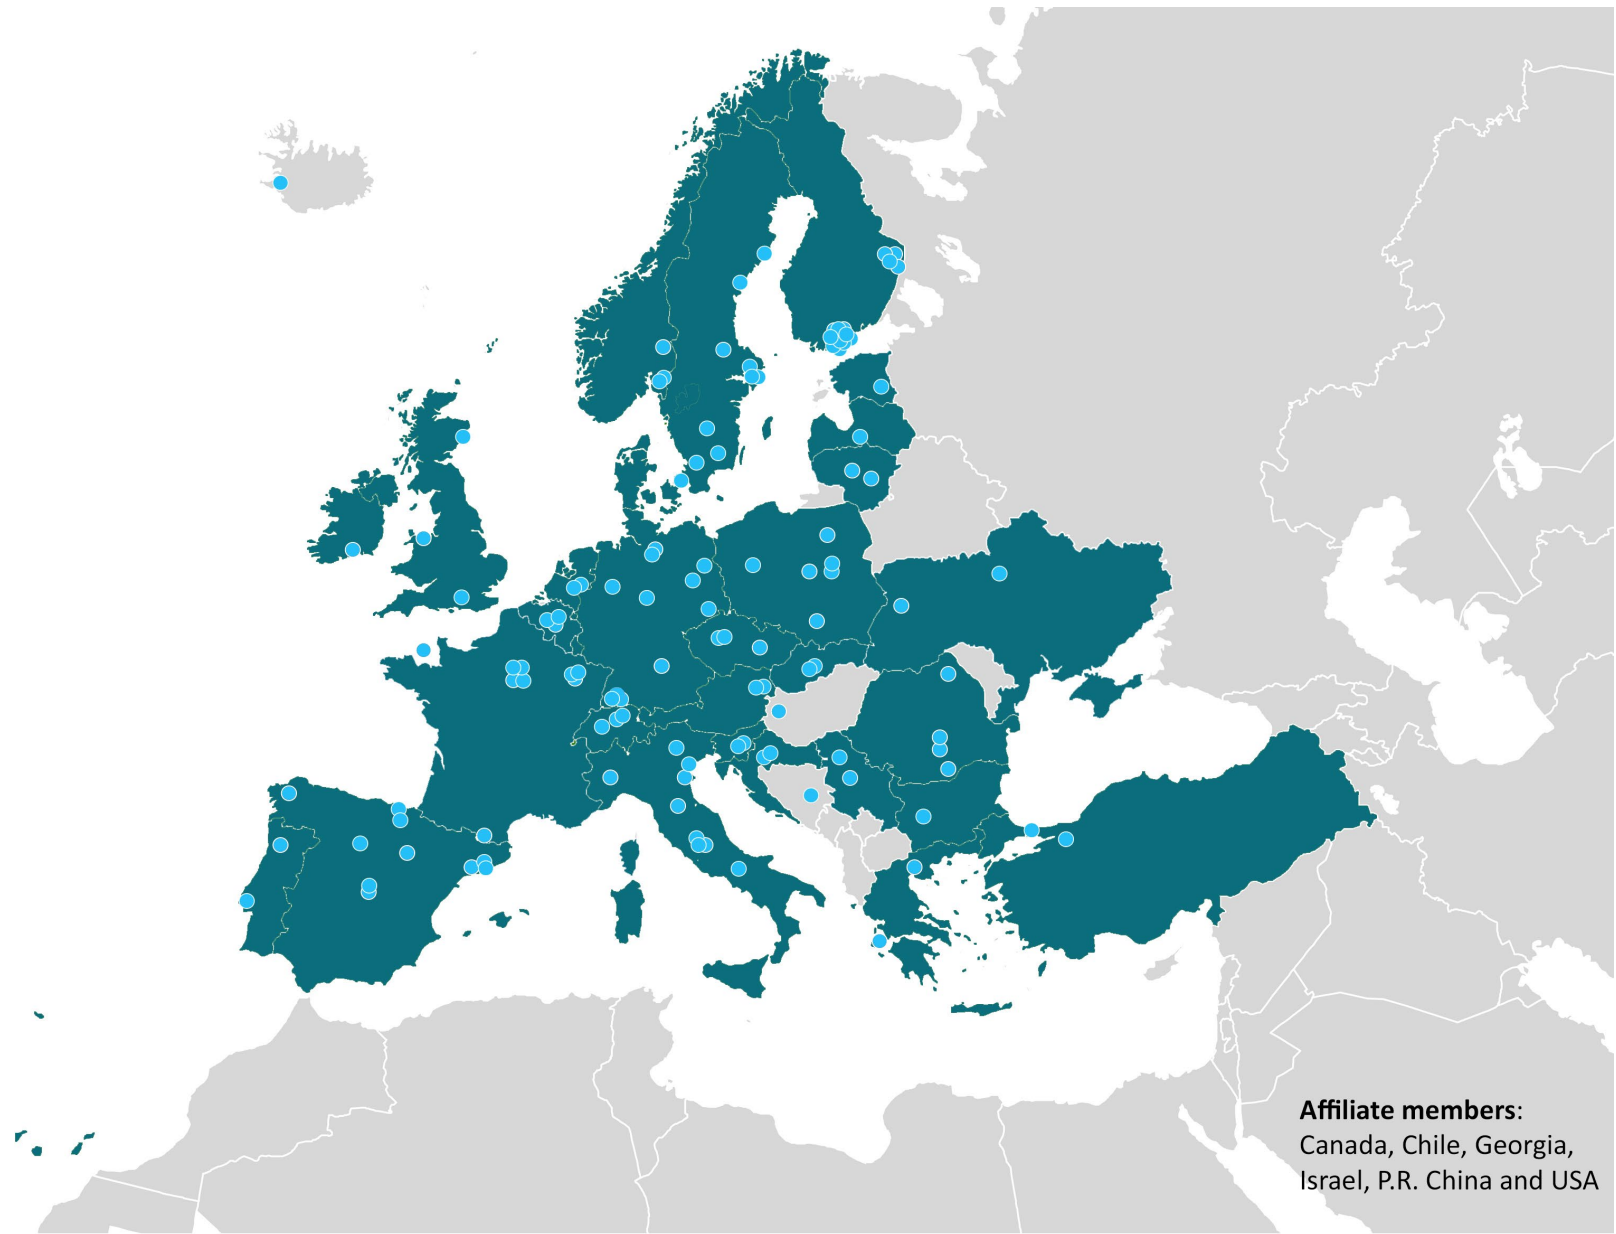 Affiliate members:
Canada, Chile, Georgia,
Israel, P.R. China and USA